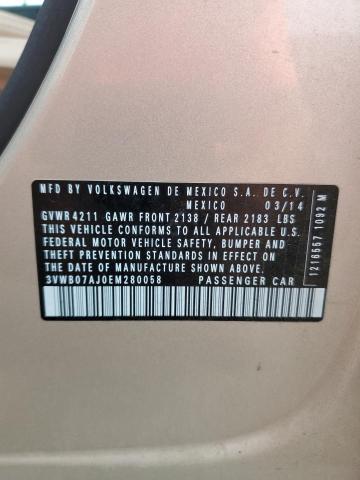 MFD BY VOLKSWAGEN DE MEXICO S.A. DE C.V.
MEXICO 03/14
GVWR 4211 GAWR FRONT 2138 / REAR 2183 LBS
THIS VEHICLE CONFORMS TO ALL APPLICABLE U.S.
FEDERAL MOTOR VEHICLE SAFETY, BUMPER AND
THEFT PREVENTION STANDARDS IN EFFECT ON
THE DATE OF MANUFACTURE SHOWN ABOVE.
3VWB07AJ0EM280058 PASSENGER CAR
1216557 1092 M